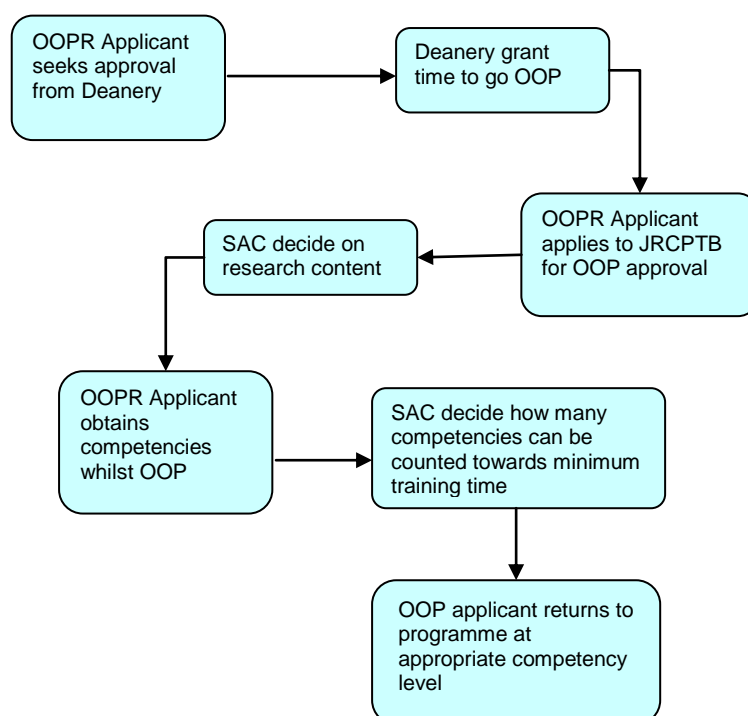 OOPR Applicant
seeks approval
from Deanery
Deanery grant
time to go OOP
OOPR Applicant
applies to JRCPTB
for OOP approval
SAC decide on
research content
OOPR Applicant
obtains
competencies
whilst OOP
SAC decide how many
competencies can be
counted towards minimum
training time
OOP applicant returns to
programme at
appropriate competency
level